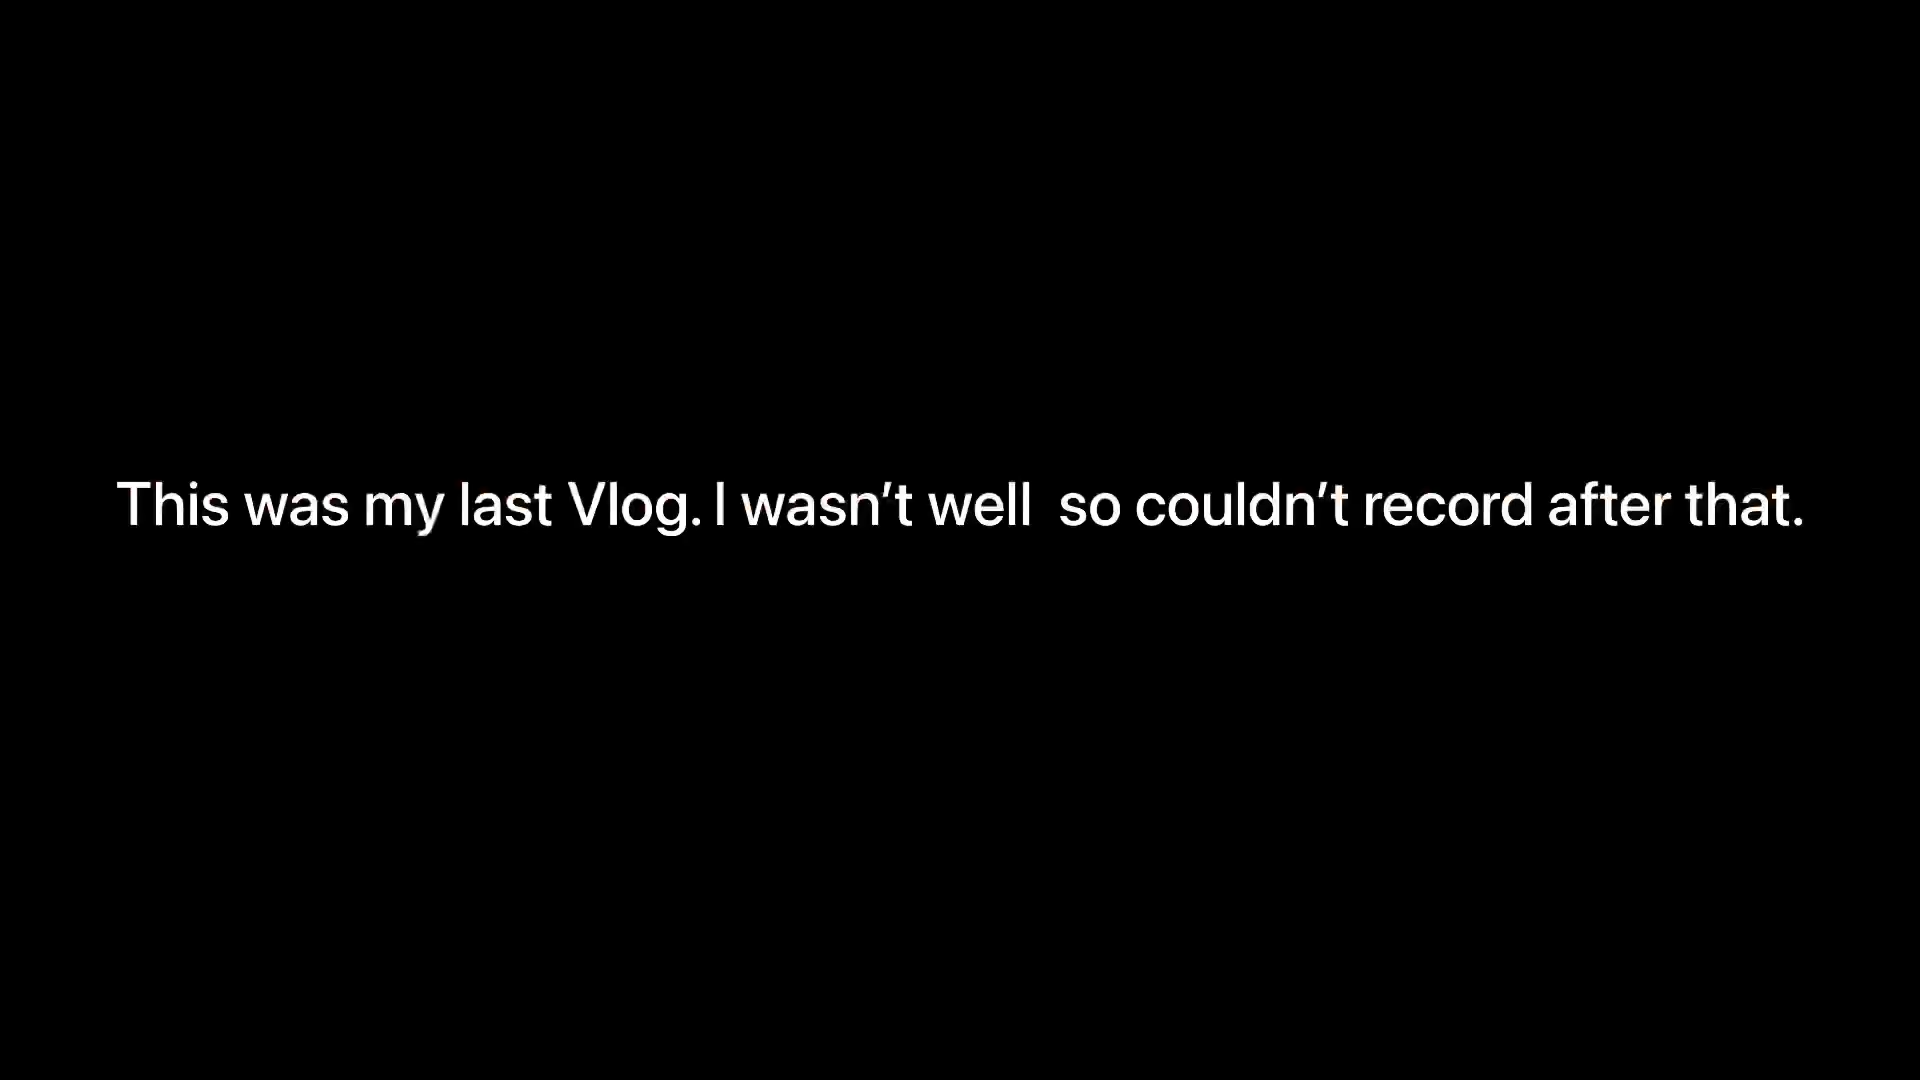 This was my last Vlog. I wasn’t well  so couldn’t record after that.